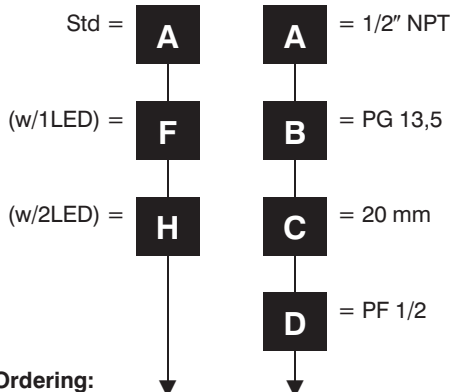 Std = A A = 1/2″ NPT
(w/1LED) = F B = PG 13,5
(w/2LED) = H C = 20 mm
D = PF 1/2
Ordering: